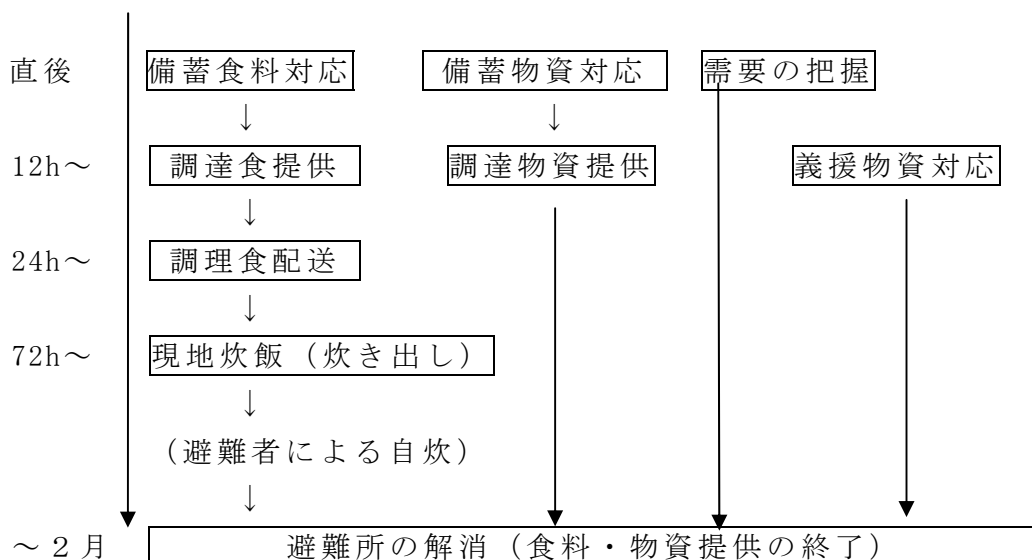 直後 備蓄食料対応 備蓄物資対応 需要の把握
↓ ↓
12h～ 調達食提供 調達物資提供 義援物資対応
↓
24h～ 調理食配送
↓
72h～ 現地炊飯（炊き出し）
↓
（避難者による自炊）
↓
～２月 避難所の解消（食料・物資提供の終了）